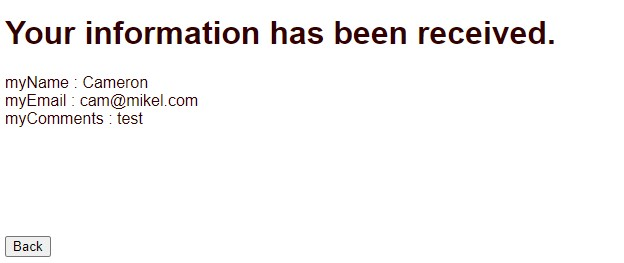 Your information has been received.
myName : Cameron
myEmail : cam@mikel.com
myComments : test
Back